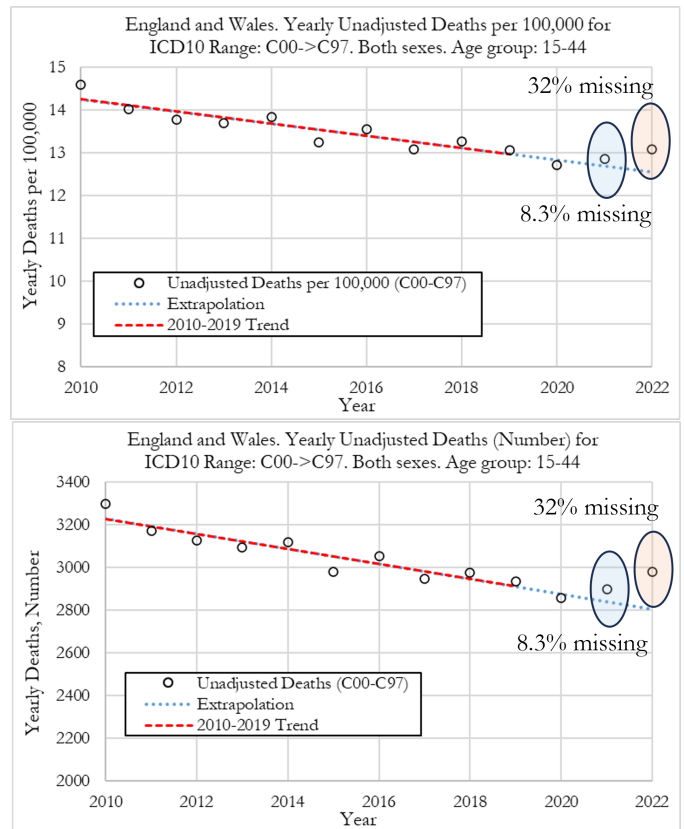 England and Wales. Yearly Unadjusted Deaths per 100,000 for
ICD10 Range: C00->C97. Both sexes. Age group: 15-44
15
32% missing
14
13
12
8.3% missing
11
10
9
8
Yearly Deaths per 100,000
Unadjusted Deaths per 100,000 (C00-C97)
Extrapolation
2010-2019 Trend
2010 2012 2014 2016 2018 2020 2022
Year
England and Wales. Yearly Unadjusted Deaths (Number) for
ICD10 Range: C00->C97. Both sexes. Age group: 15-44
3400
32% missing
3200
3000
2800
8.3% missing
2600
2400
2200
2000
Yearly Deaths, Number
Unadjusted Deaths (C00-C97)
Extrapolation
2010-2019 Trend
2010 2012 2014 2016 2018 2020 2022
Year